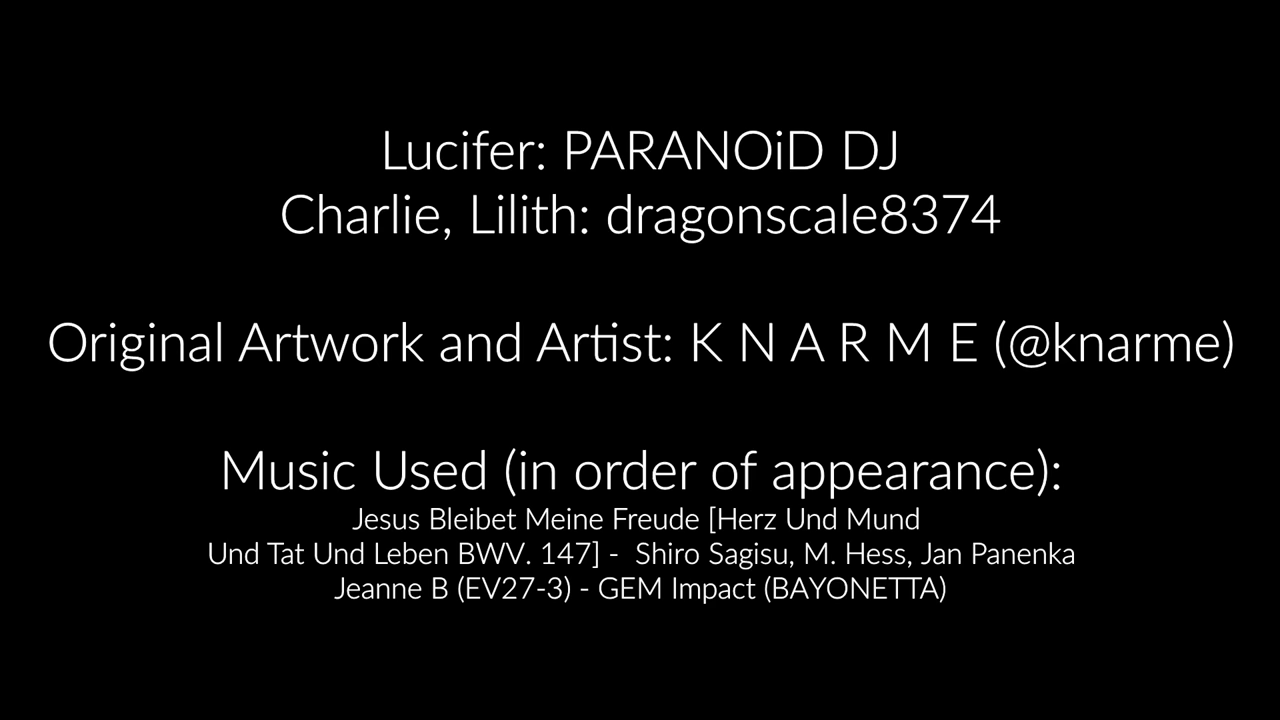 Lucifer: PARANOiD DJ
Charlie, Lilith: dragonscale8374
Original Artwork and Artist: K N A R M E (@knarme)
Music Used (in order of appearance):
Jesus Bleibet Meine Freude [Herz Und Mund
Und Tat Und Leben BWV. 147] -  Shiro Sagisu, M. Hess, Jan Panenka
Jeanne B (EV27-3) - GEM Impact (BAYONETTA)